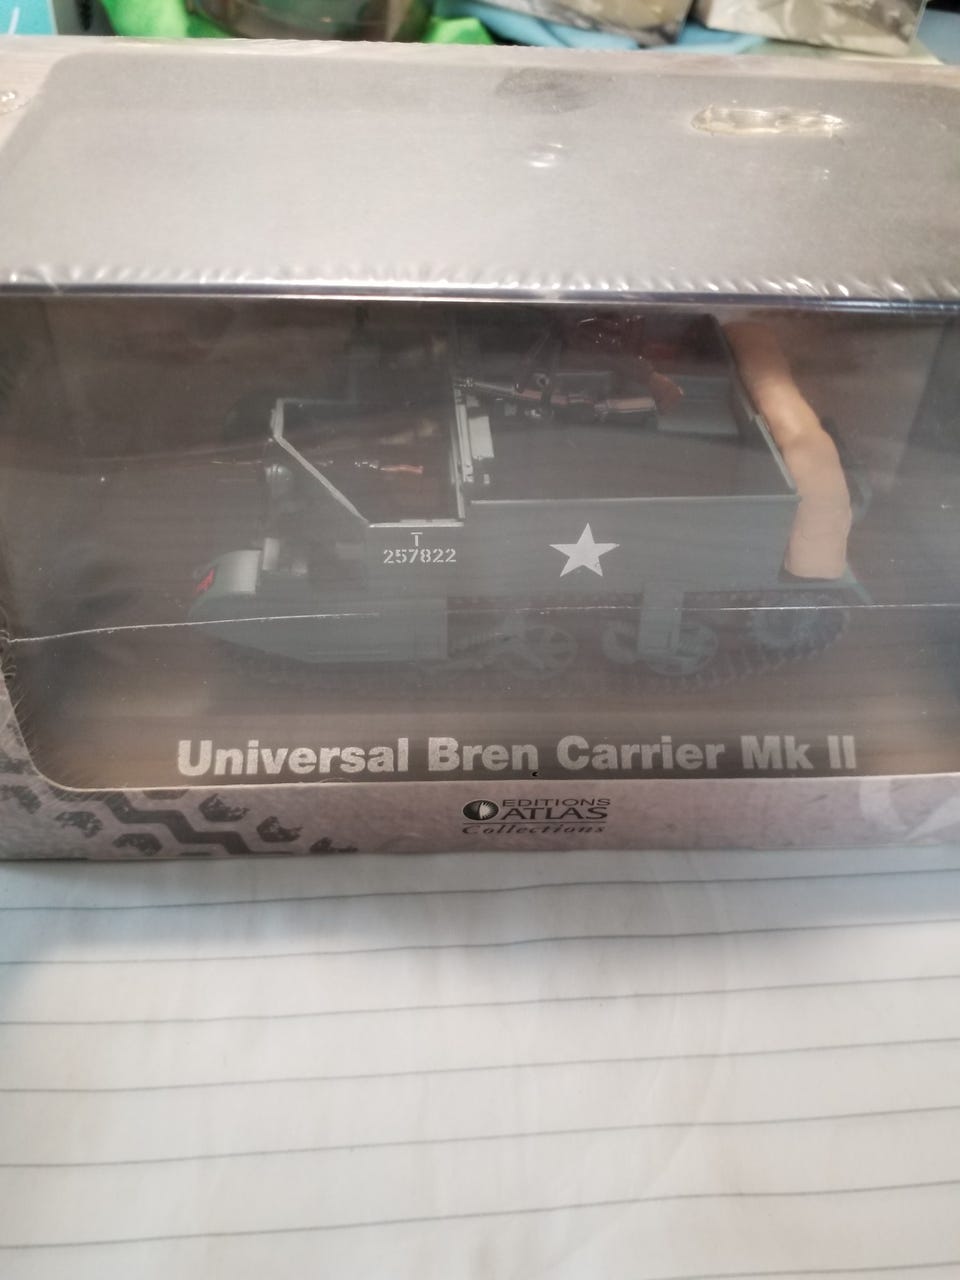 T
257822
Universal Bren Carrier Mk II
EDITIONS
ATLAS
Collections